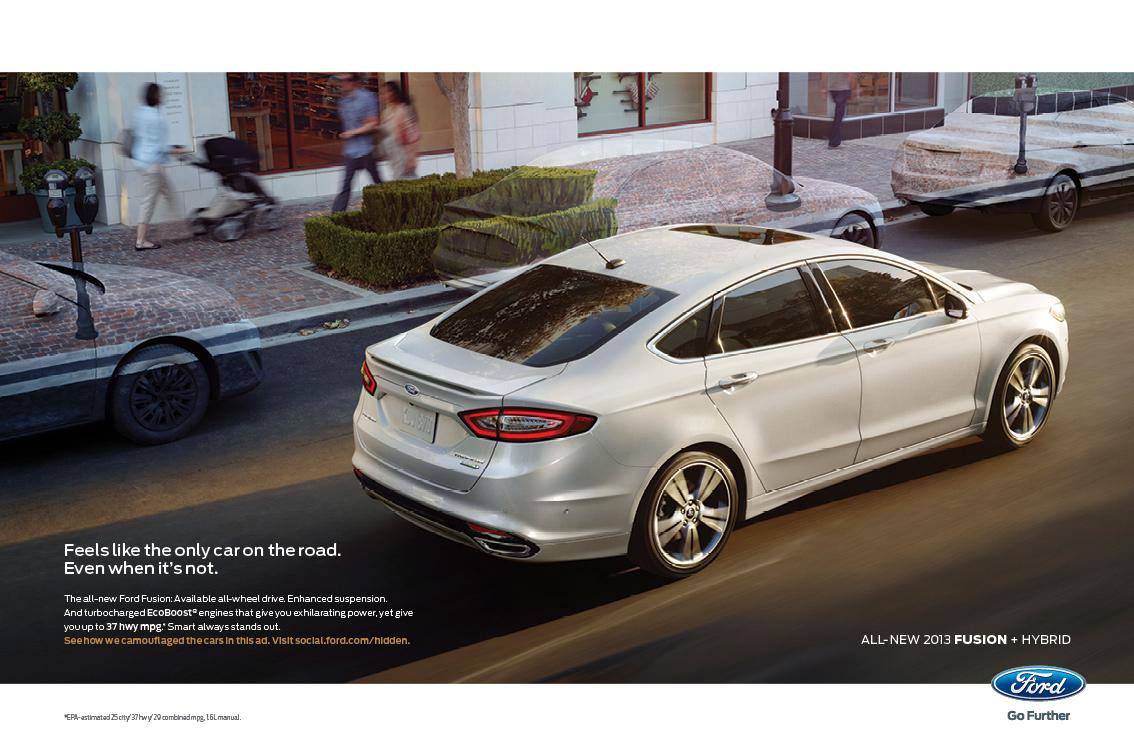 Feels like the only car on the road.
Even when it's not.
The all-new Ford Fusion: Available all-wheel drive. Enhanced suspension.
And turbocharged EcoBoost® engines that give you exhilarating power, yet give
you up to 37 hwy mpg.* Smart always stands out.
See how we camouflaged the cars in this ad. Visit social.ford.com/hidden.
ALL-NEW 2013 FUSION + HYBRID
Ford
Go Further
*EPA-estimated 25 city/37 hwy/29 combined mpg, 1.6L manual.